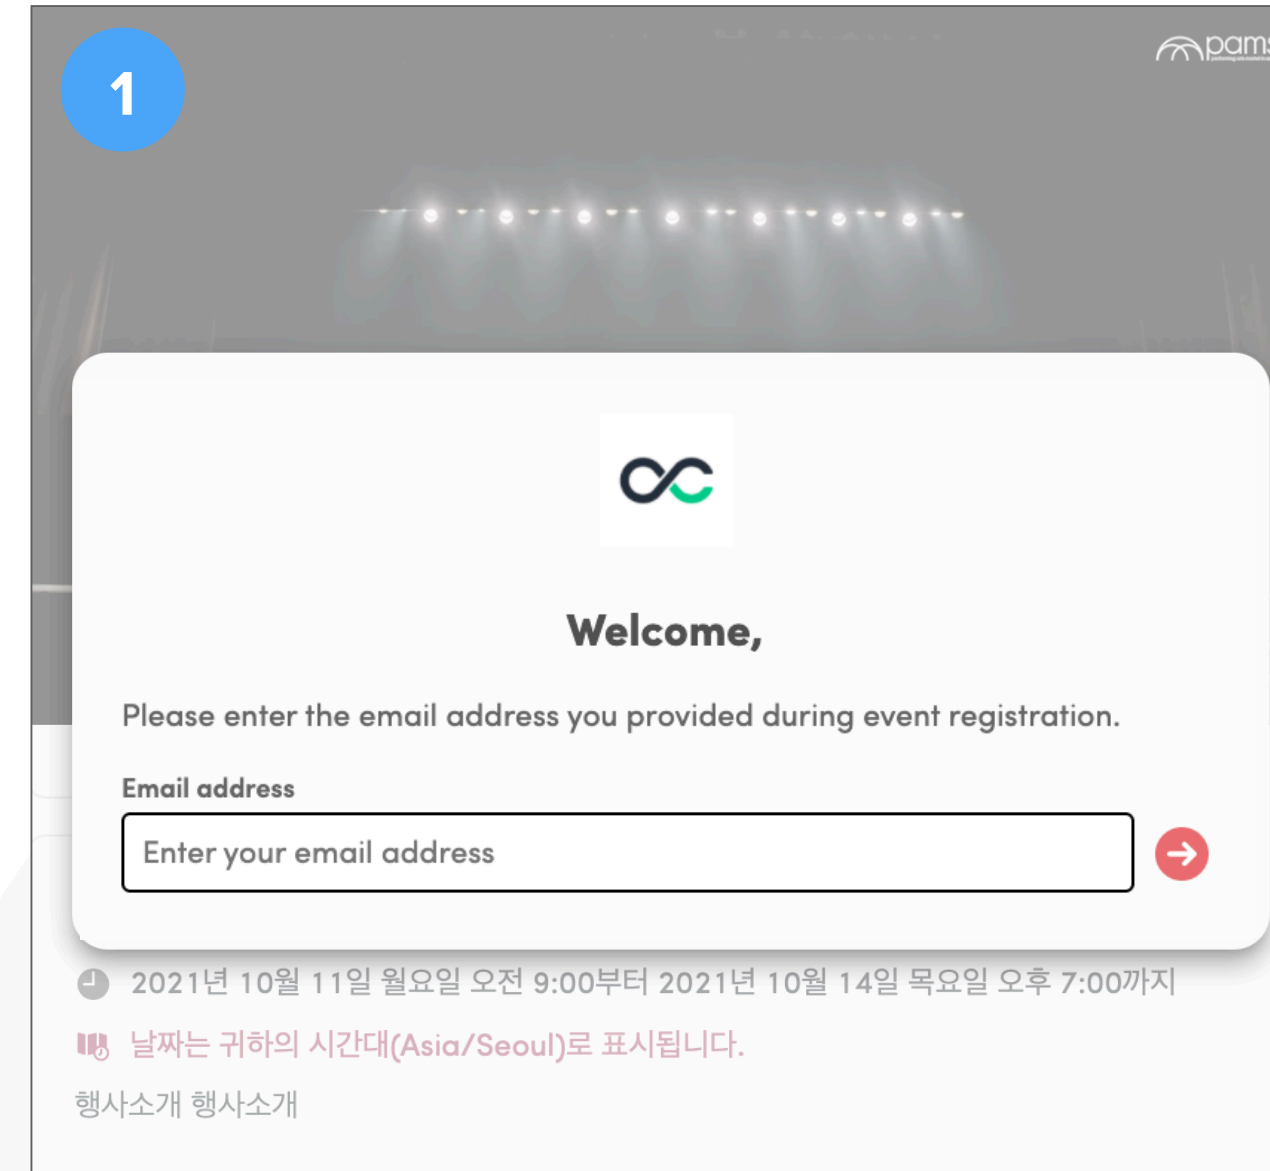 1
pams
Welcome,
Please enter the email address you provided during event registration.
Email address
Enter your email address
2021년 10월 11일 월요일 오전 9:00부터 2021년 10월 14일 목요일 오후 7:00까지
날짜는 귀하의 시간대(Asia/Seoul)로 표시됩니다.
행사소개 행사소개